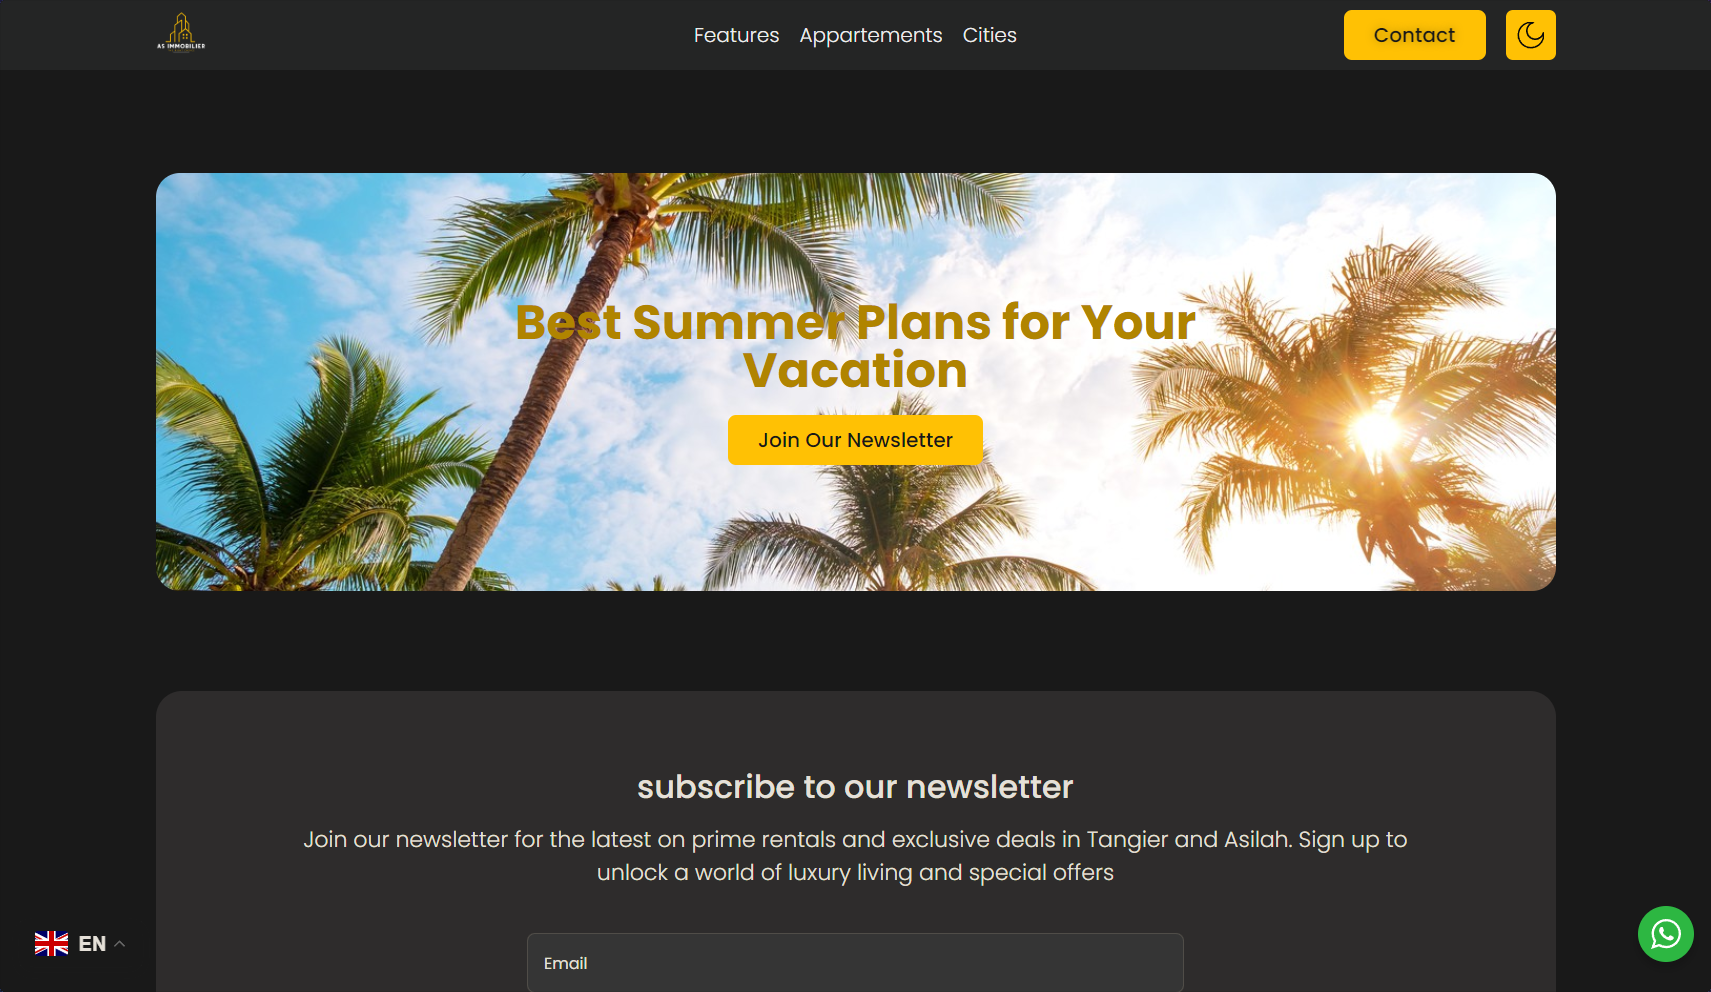 AS IMMOBILIER
Features
Appartements
Cities
Contact
Best Summer Plans for Your
Vacation
Join Our Newsletter
subscribe to our newsletter
Join our newsletter for the latest on prime rentals and exclusive deals in Tangier and Asilah. Sign up to
unlock a world of luxury living and special offers
Email
EN